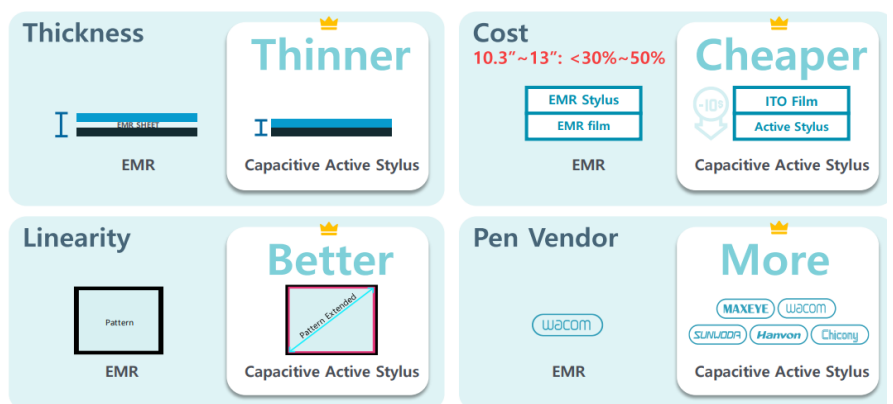 Thickness
Thinner
EMR SHEET
EMR
Capacitive Active Stylus
Cost
10.3”~13”: <30%~50%
Cheaper
EMR Stylus
EMR film
-10$
ITO Film
Active Stylus
EMR
Capacitive Active Stylus
Linearity
Better
Pattern
Pattern Extended
EMR
Capacitive Active Stylus
Pen Vendor
More
wacom
MAXEYE wacom
SUNWODA Hanvon Chicony
EMR
Capacitive Active Stylus